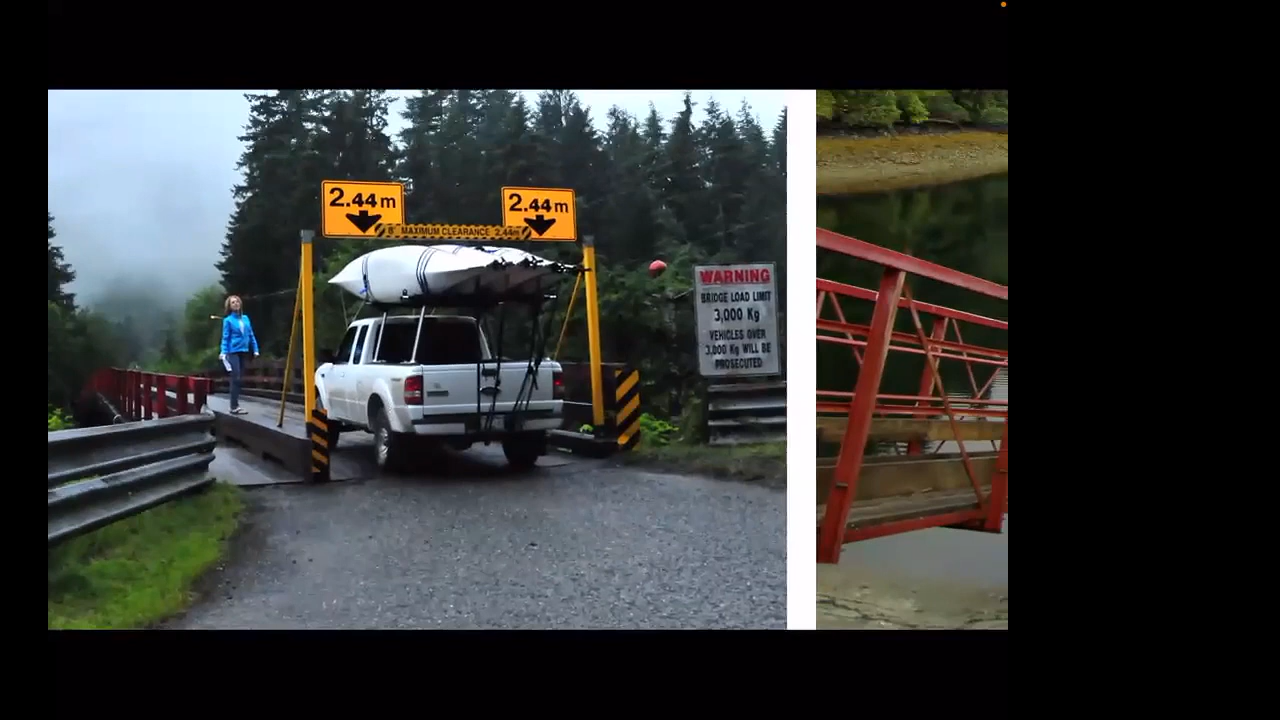 2.44m
2.44m
8' MAXIMUM CLEARANCE 2.44m
WARNING
BRIDGE LOAD LIMIT
3,000 Kg
VEHICLES OVER
3,000 Kg WILL BE
PROSECUTED